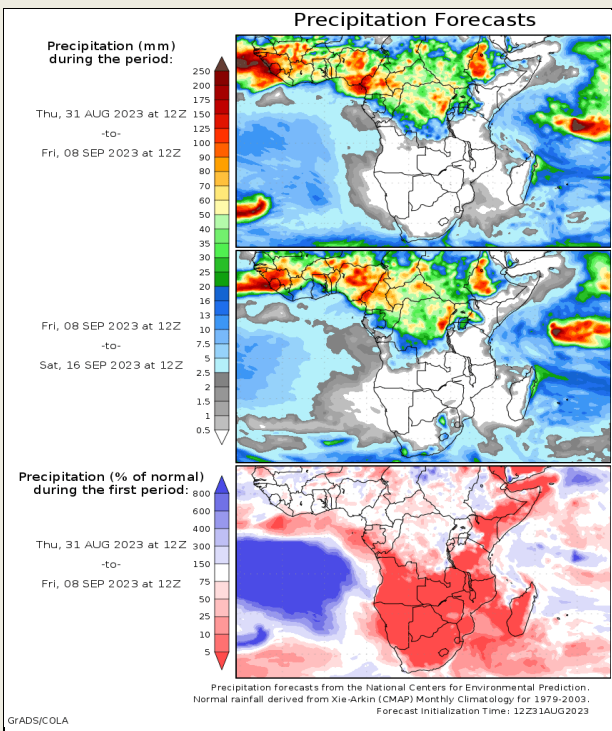 Precipitation Forecasts
Precipitation (mm)
during the period:
Thu, 31 AUG 2023 at 12Z
-to-
Fri, 08 SEP 2023 at 12Z
250
200
175
150
125
100
90
80
70
60
50
40
35
30
25
20
16
13
10
7.5
5
2.5
2
1.5
1
0.5
Fri, 08 SEP 2023 at 12Z
-to-
Sat, 16 SEP 2023 at 12Z
Precipitation (% of normal)
during the first period:
Thu, 31 AUG 2023 at 12Z
-to-
Fri, 08 SEP 2023 at 12Z
800
600
400
300
150
75
50
25
10
5
Precipitation forecasts from the National Centers for Environmental Prediction.
Normal rainfall derived from Xie-Arkin (CMAP) Monthly Climatology for 1979-2003.
Forecast Initialization Time: 12Z31AUG2023
GrADS/COLA